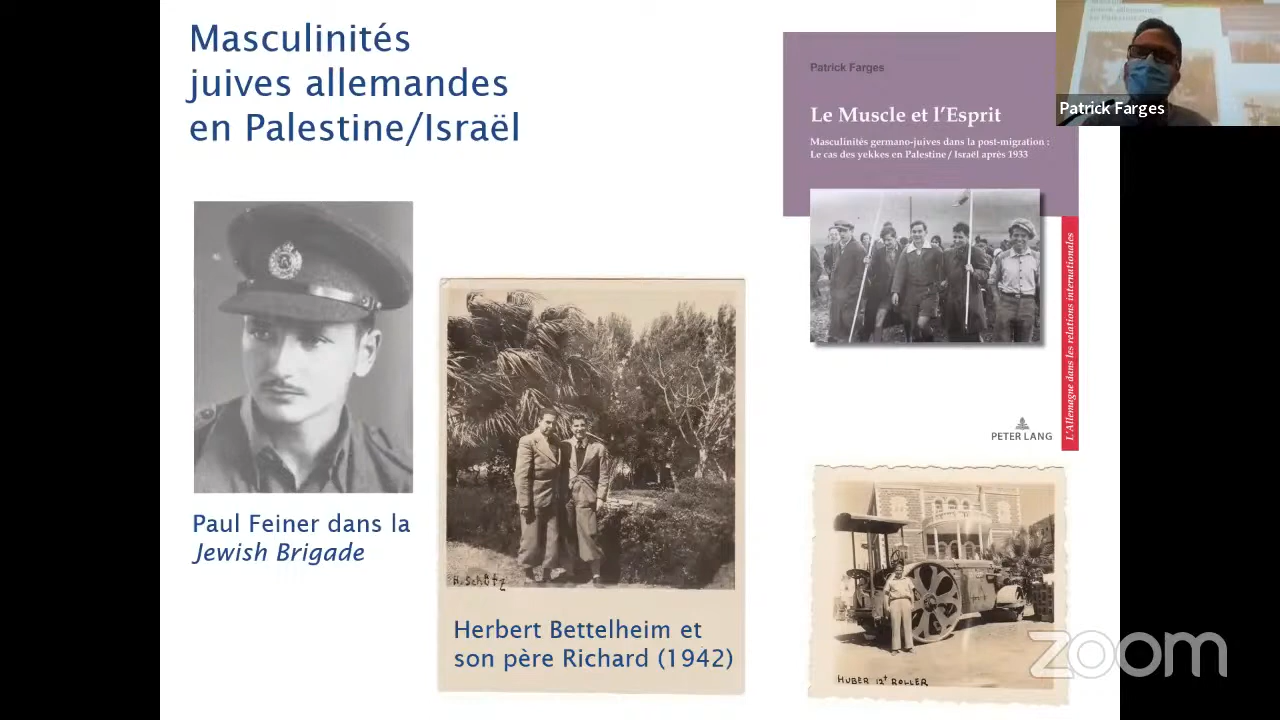 Masculinités
juives allemandes
en Palestine/Israël
Paul Feiner dans la
Jewish Brigade
H. Schütz
Herbert Bettelheim et
son père Richard (1942)
Patrick Farges
Le Muscle et l'Esprit
Masculinités germano-juives dans la post-migration :
Le cas des yekkes en Palestine / Israël après 1933
L'Allemagne dans les relations internationales
PETER LANG
HUBER 12t ROLLER
Patrick Farges
zoom